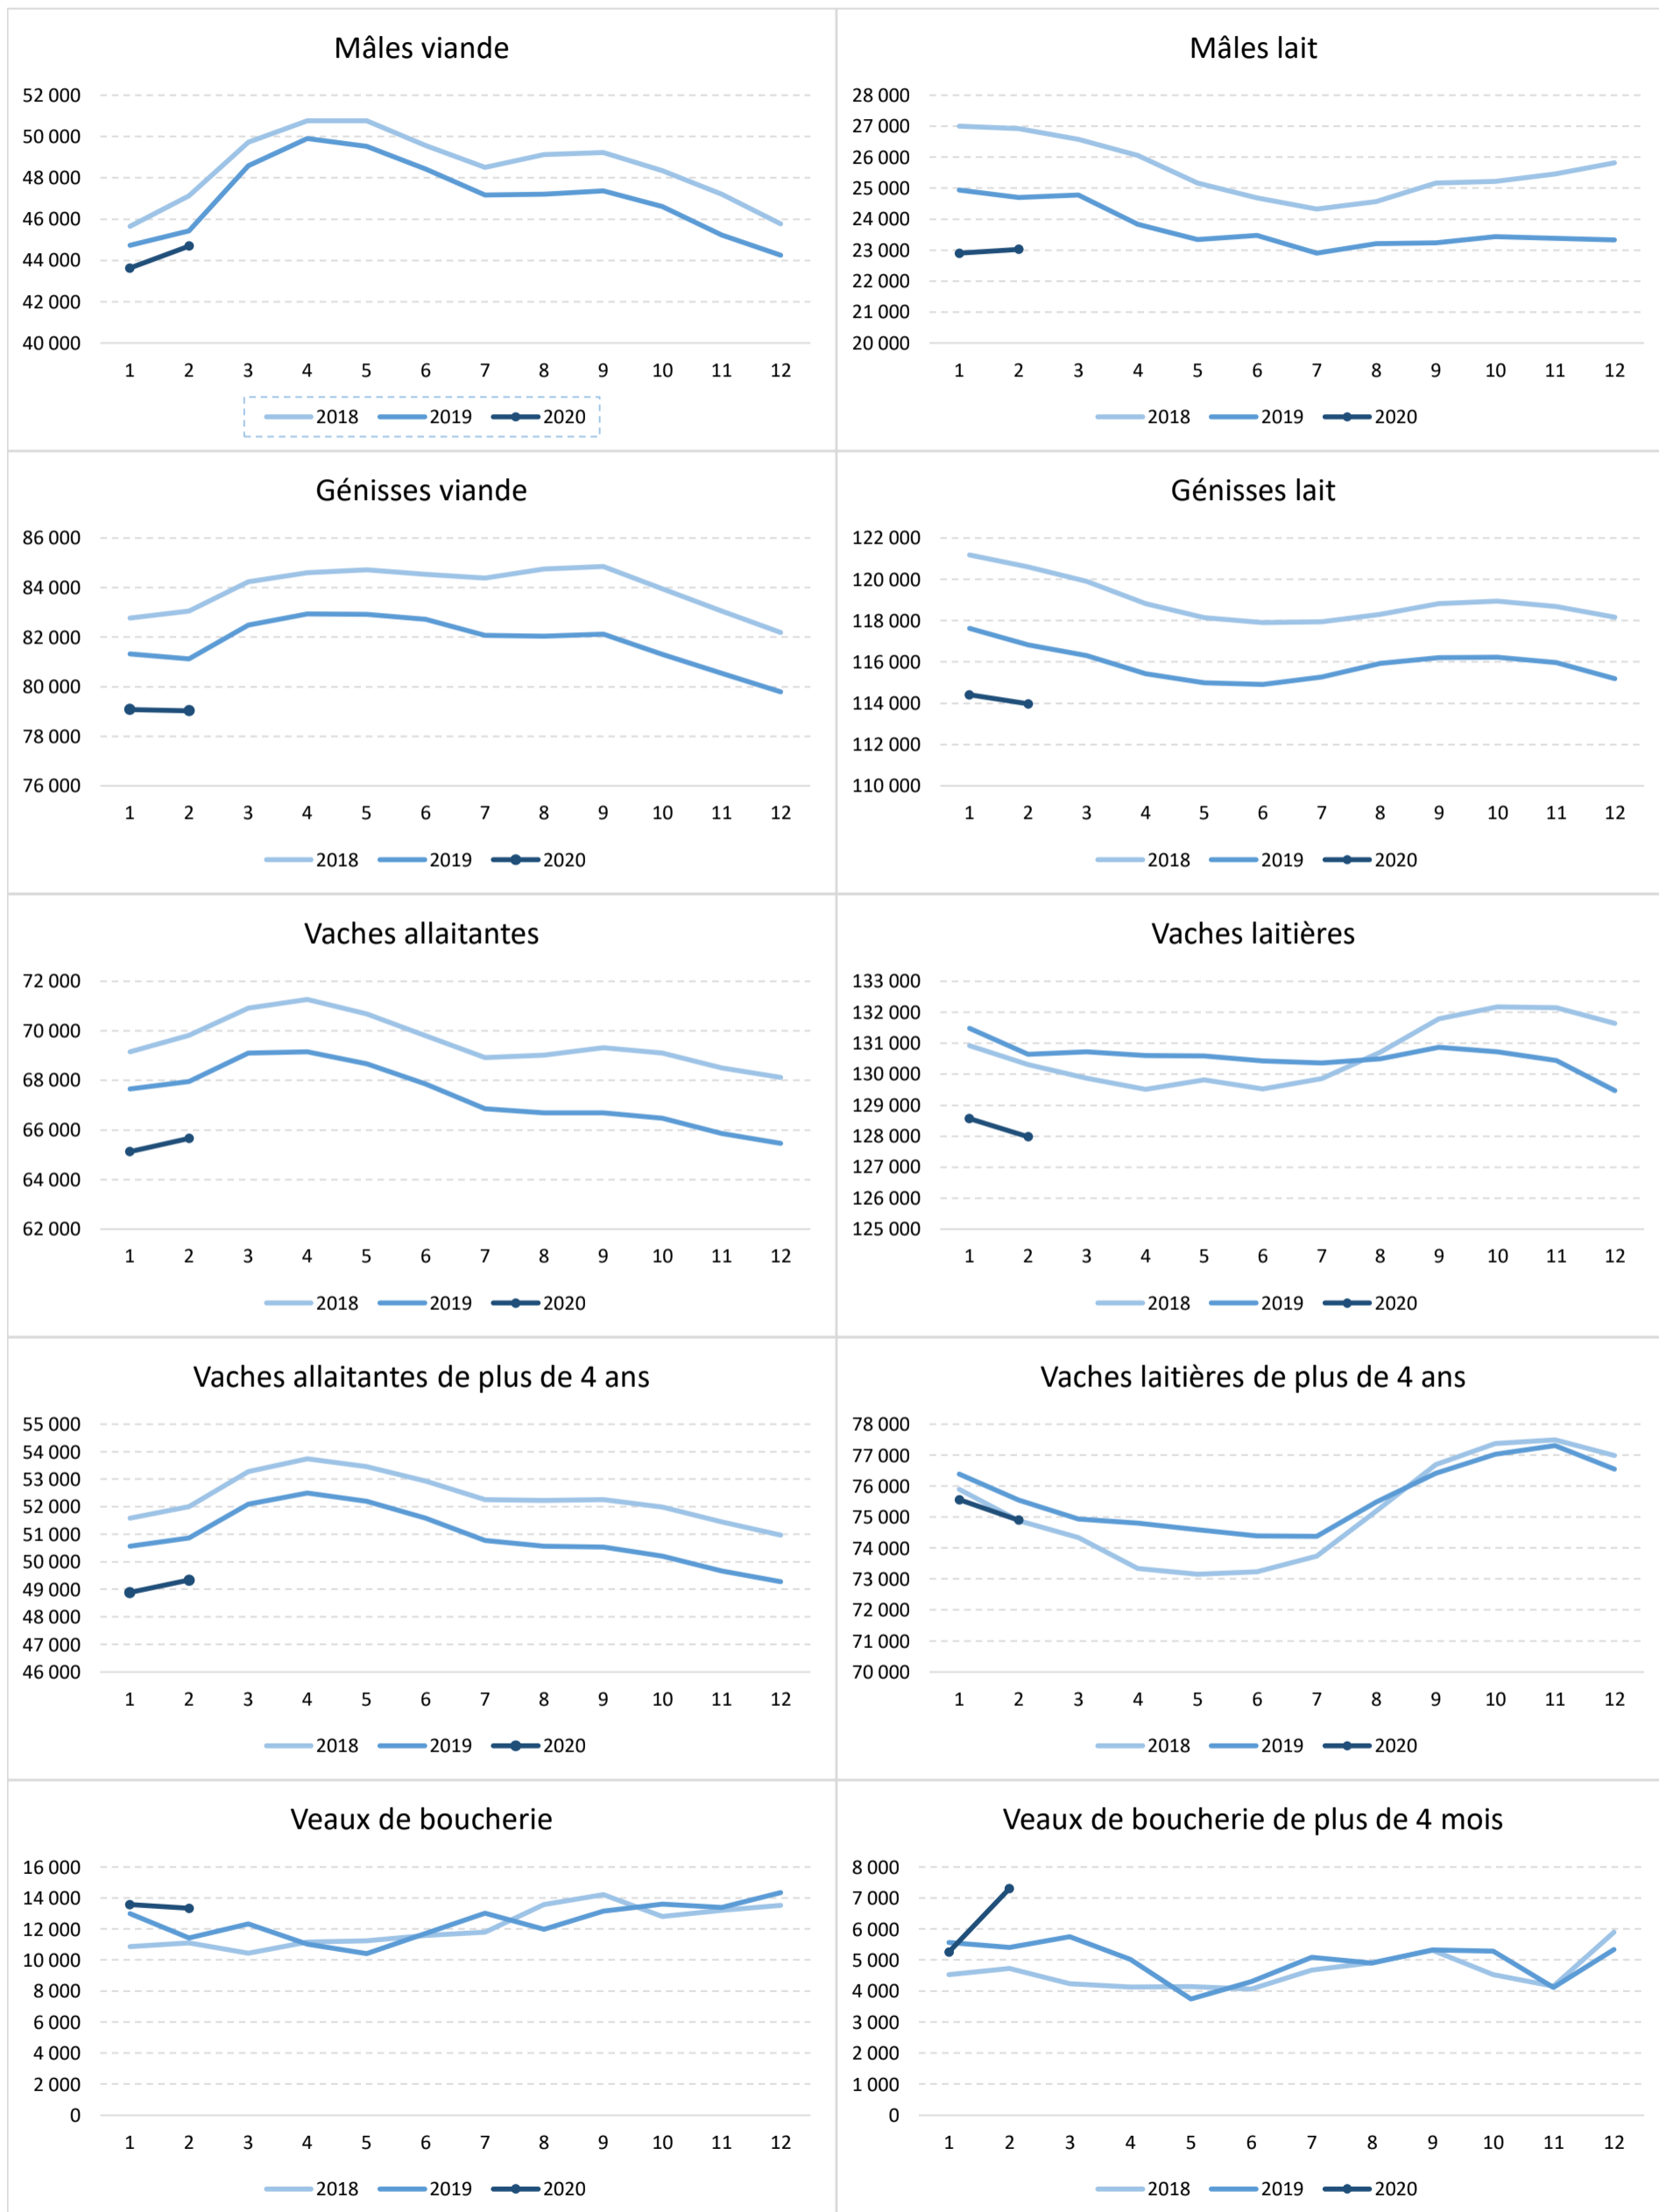 Mâles viande
52 000
50 000
48 000
46 000
44 000
42 000
40 000
1 2 3 4 5 6 7 8 9 10 11 12
2018 2019 2020
Mâles lait
28 000
27 000
26 000
25 000
24 000
23 000
22 000
21 000
20 000
1 2 3 4 5 6 7 8 9 10 11 12
2018 2019 2020
Génisses viande
86 000
84 000
82 000
80 000
78 000
76 000
1 2 3 4 5 6 7 8 9 10 11 12
2018 2019 2020
Génisses lait
122 000
120 000
118 000
116 000
114 000
112 000
110 000
1 2 3 4 5 6 7 8 9 10 11 12
2018 2019 2020
Vaches allaitantes
72 000
70 000
68 000
66 000
64 000
62 000
1 2 3 4 5 6 7 8 9 10 11 12
2018 2019 2020
Vaches laitières
133 000
132 000
131 000
130 000
129 000
128 000
127 000
126 000
125 000
1 2 3 4 5 6 7 8 9 10 11 12
2018 2019 2020
Vaches allaitantes de plus de 4 ans
55 000
54 000
53 000
52 000
51 000
50 000
49 000
48 000
47 000
46 000
1 2 3 4 5 6 7 8 9 10 11 12
2018 2019 2020
Vaches laitières de plus de 4 ans
78 000
77 000
76 000
75 000
74 000
73 000
72 000
71 000
70 000
1 2 3 4 5 6 7 8 9 10 11 12
2018 2019 2020
Veaux de boucherie
16 000
14 000
12 000
10 000
8 000
6 000
4 000
2 000
0
1 2 3 4 5 6 7 8 9 10 11 12
2018 2019 2020
Veaux de boucherie de plus de 4 mois
8 000
7 000
6 000
5 000
4 000
3 000
2 000
1 000
0
1 2 3 4 5 6 7 8 9 10 11 12
2018 2019 2020